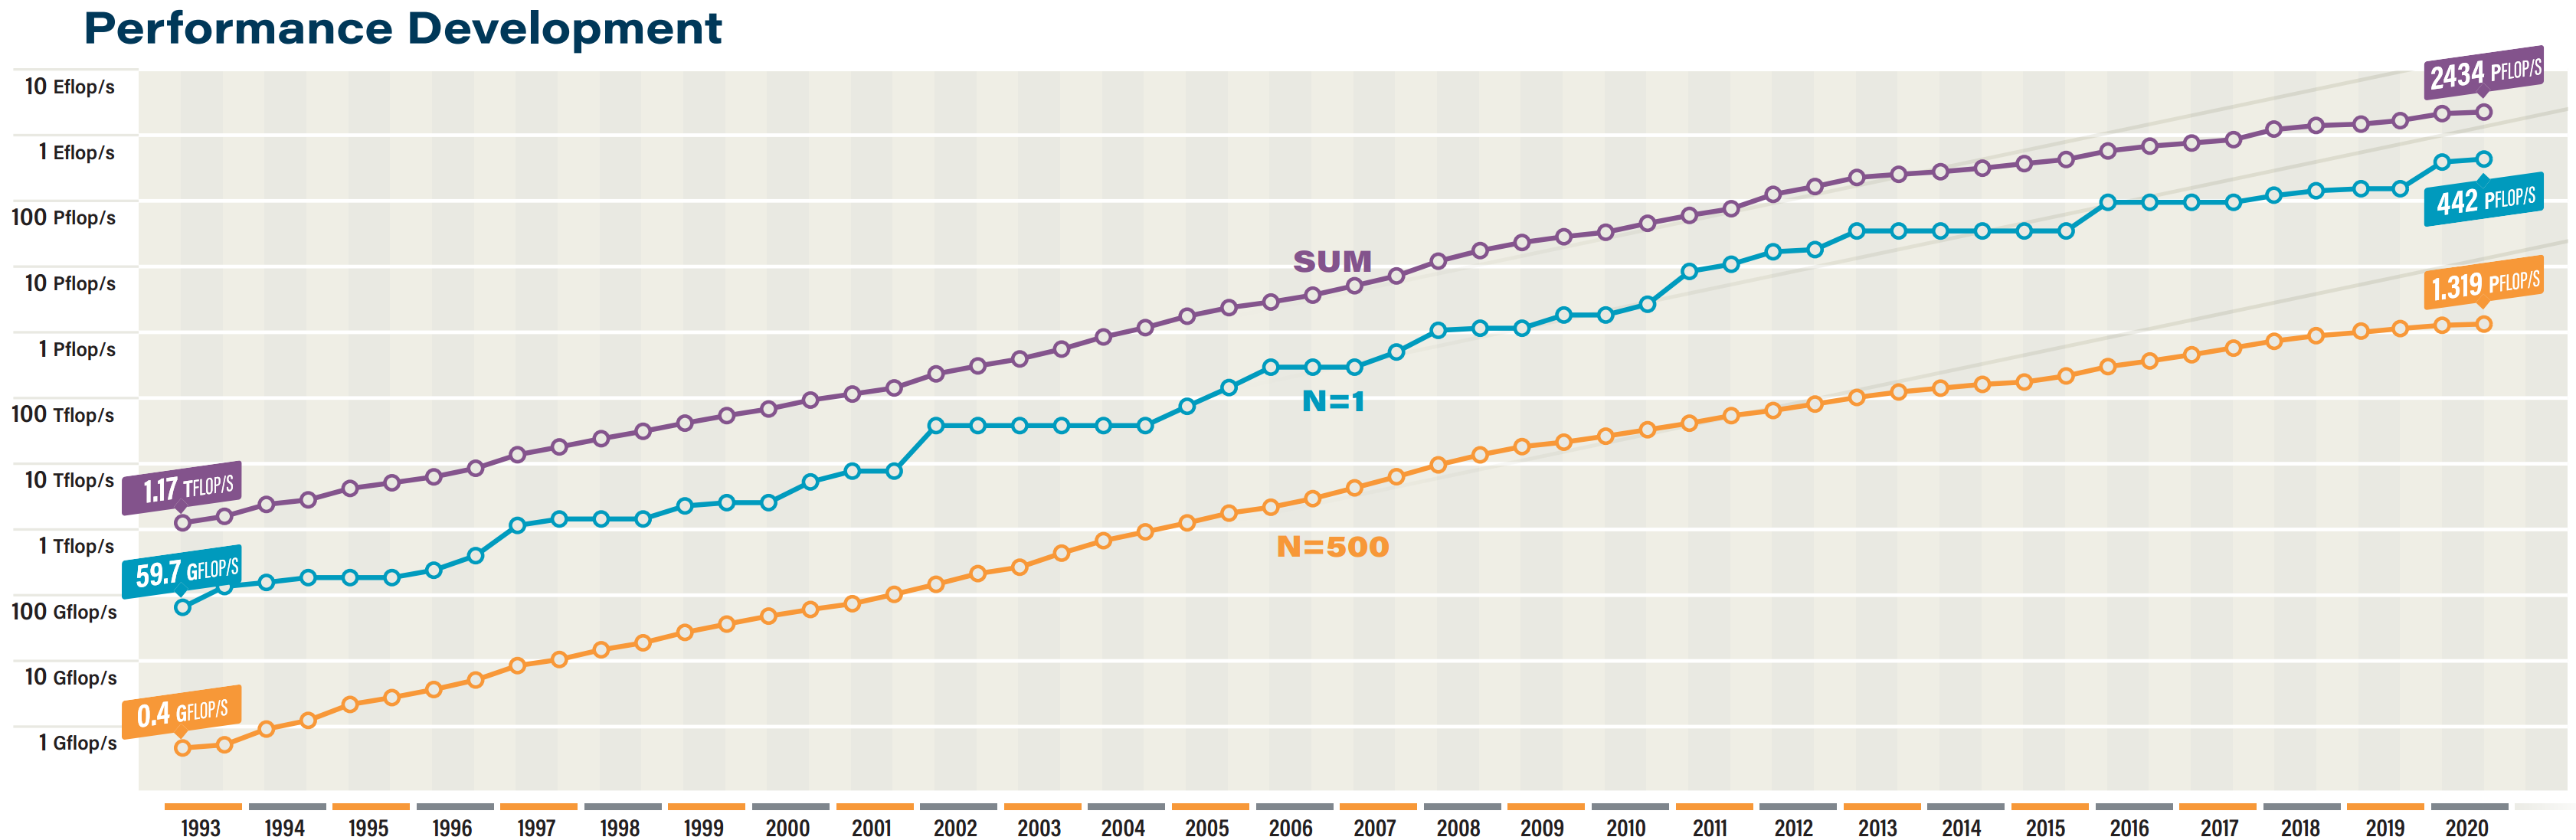 Performance Development
10 Eflop/s
1 Eflop/s
100 Pflop/s
10 Pflop/s
1 Pflop/s
100 Tflop/s
10 Tflop/s
1 Tflop/s
100 Gflop/s
10 Gflop/s
1 Gflop/s
2434 PFLOP/S
442 PFLOP/S
1.319 PFLOP/S
SUM
N=1
N=500
1.17 TFLOP/S
59.7 GFLOP/S
0.4 GFLOP/S
1993 1994 1995 1996 1997 1998 1999 2000 2001 2002 2003 2004 2005 2006 2007 2008 2009 2010 2011 2012 2013 2014 2015 2016 2017 2018 2019 2020